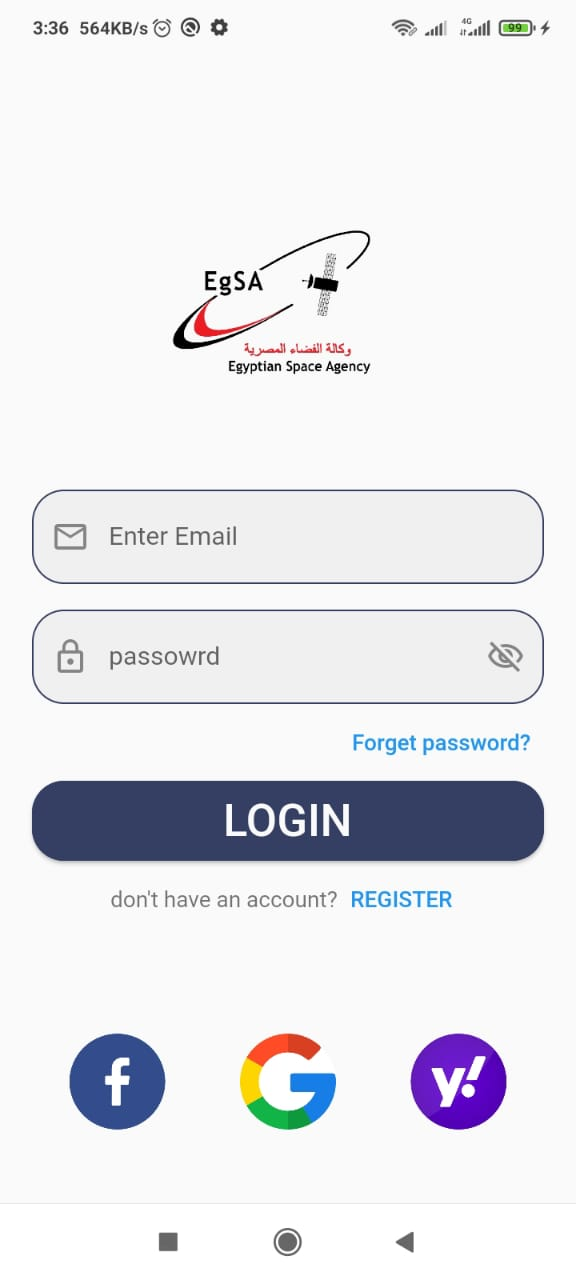 3:36 564KB/s 4G 99
EgSA
وكالة الفضاء المصرية
Egyptian Space Agency
Enter Email
passowrd
Forget password?
LOGIN
don't have an account? REGISTER
f G y!